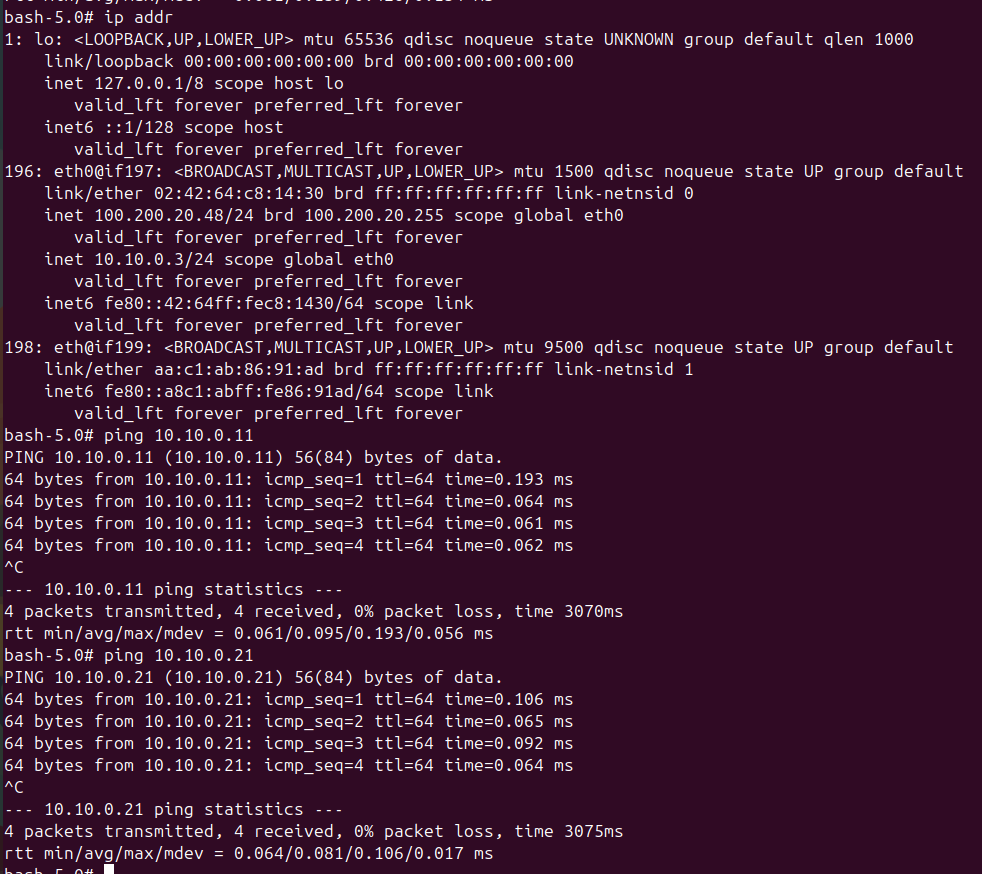 bash-5.0# ip addr
1: lo: <LOOPBACK,UP,LOWER_UP> mtu 65536 qdisc noqueue state UNKNOWN group default qlen 1000
    link/loopback 00:00:00:00:00:00 brd 00:00:00:00:00:00
    inet 127.0.0.1/8 scope host lo
       valid_lft forever preferred_lft forever
    inet6 ::1/128 scope host
       valid_lft forever preferred_lft forever
196: eth0@if197: <BROADCAST,MULTICAST,UP,LOWER_UP> mtu 1500 qdisc noqueue state UP group default
    link/ether 02:42:64:c8:14:30 brd ff:ff:ff:ff:ff:ff link-netnsid 0
    inet 100.200.20.48/24 brd 100.200.20.255 scope global eth0
       valid_lft forever preferred_lft forever
    inet 10.10.0.3/24 scope global eth0
       valid_lft forever preferred_lft forever
    inet6 fe80::42:64ff:fec8:1430/64 scope link
       valid_lft forever preferred_lft forever
198: eth@if199: <BROADCAST,MULTICAST,UP,LOWER_UP> mtu 9500 qdisc noqueue state UP group default
    link/ether aa:c1:ab:86:91:ad brd ff:ff:ff:ff:ff:ff link-netnsid 1
    inet6 fe80::a8c1:abff:fe86:91ad/64 scope link
       valid_lft forever preferred_lft forever
bash-5.0# ping 10.10.0.11
PING 10.10.0.11 (10.10.0.11) 56(84) bytes of data.
64 bytes from 10.10.0.11: icmp_seq=1 ttl=64 time=0.193 ms
64 bytes from 10.10.0.11: icmp_seq=2 ttl=64 time=0.064 ms
64 bytes from 10.10.0.11: icmp_seq=3 ttl=64 time=0.061 ms
64 bytes from 10.10.0.11: icmp_seq=4 ttl=64 time=0.062 ms
^C
--- 10.10.0.11 ping statistics ---
4 packets transmitted, 4 received, 0% packet loss, time 3070ms
rtt min/avg/max/mdev = 0.061/0.095/0.193/0.056 ms
bash-5.0# ping 10.10.0.21
PING 10.10.0.21 (10.10.0.21) 56(84) bytes of data.
64 bytes from 10.10.0.21: icmp_seq=1 ttl=64 time=0.106 ms
64 bytes from 10.10.0.21: icmp_seq=2 ttl=64 time=0.065 ms
64 bytes from 10.10.0.21: icmp_seq=3 ttl=64 time=0.092 ms
64 bytes from 10.10.0.21: icmp_seq=4 ttl=64 time=0.064 ms
^C
--- 10.10.0.21 ping statistics ---
4 packets transmitted, 4 received, 0% packet loss, time 3075ms
rtt min/avg/max/mdev = 0.064/0.081/0.106/0.017 ms
bash-5.0#